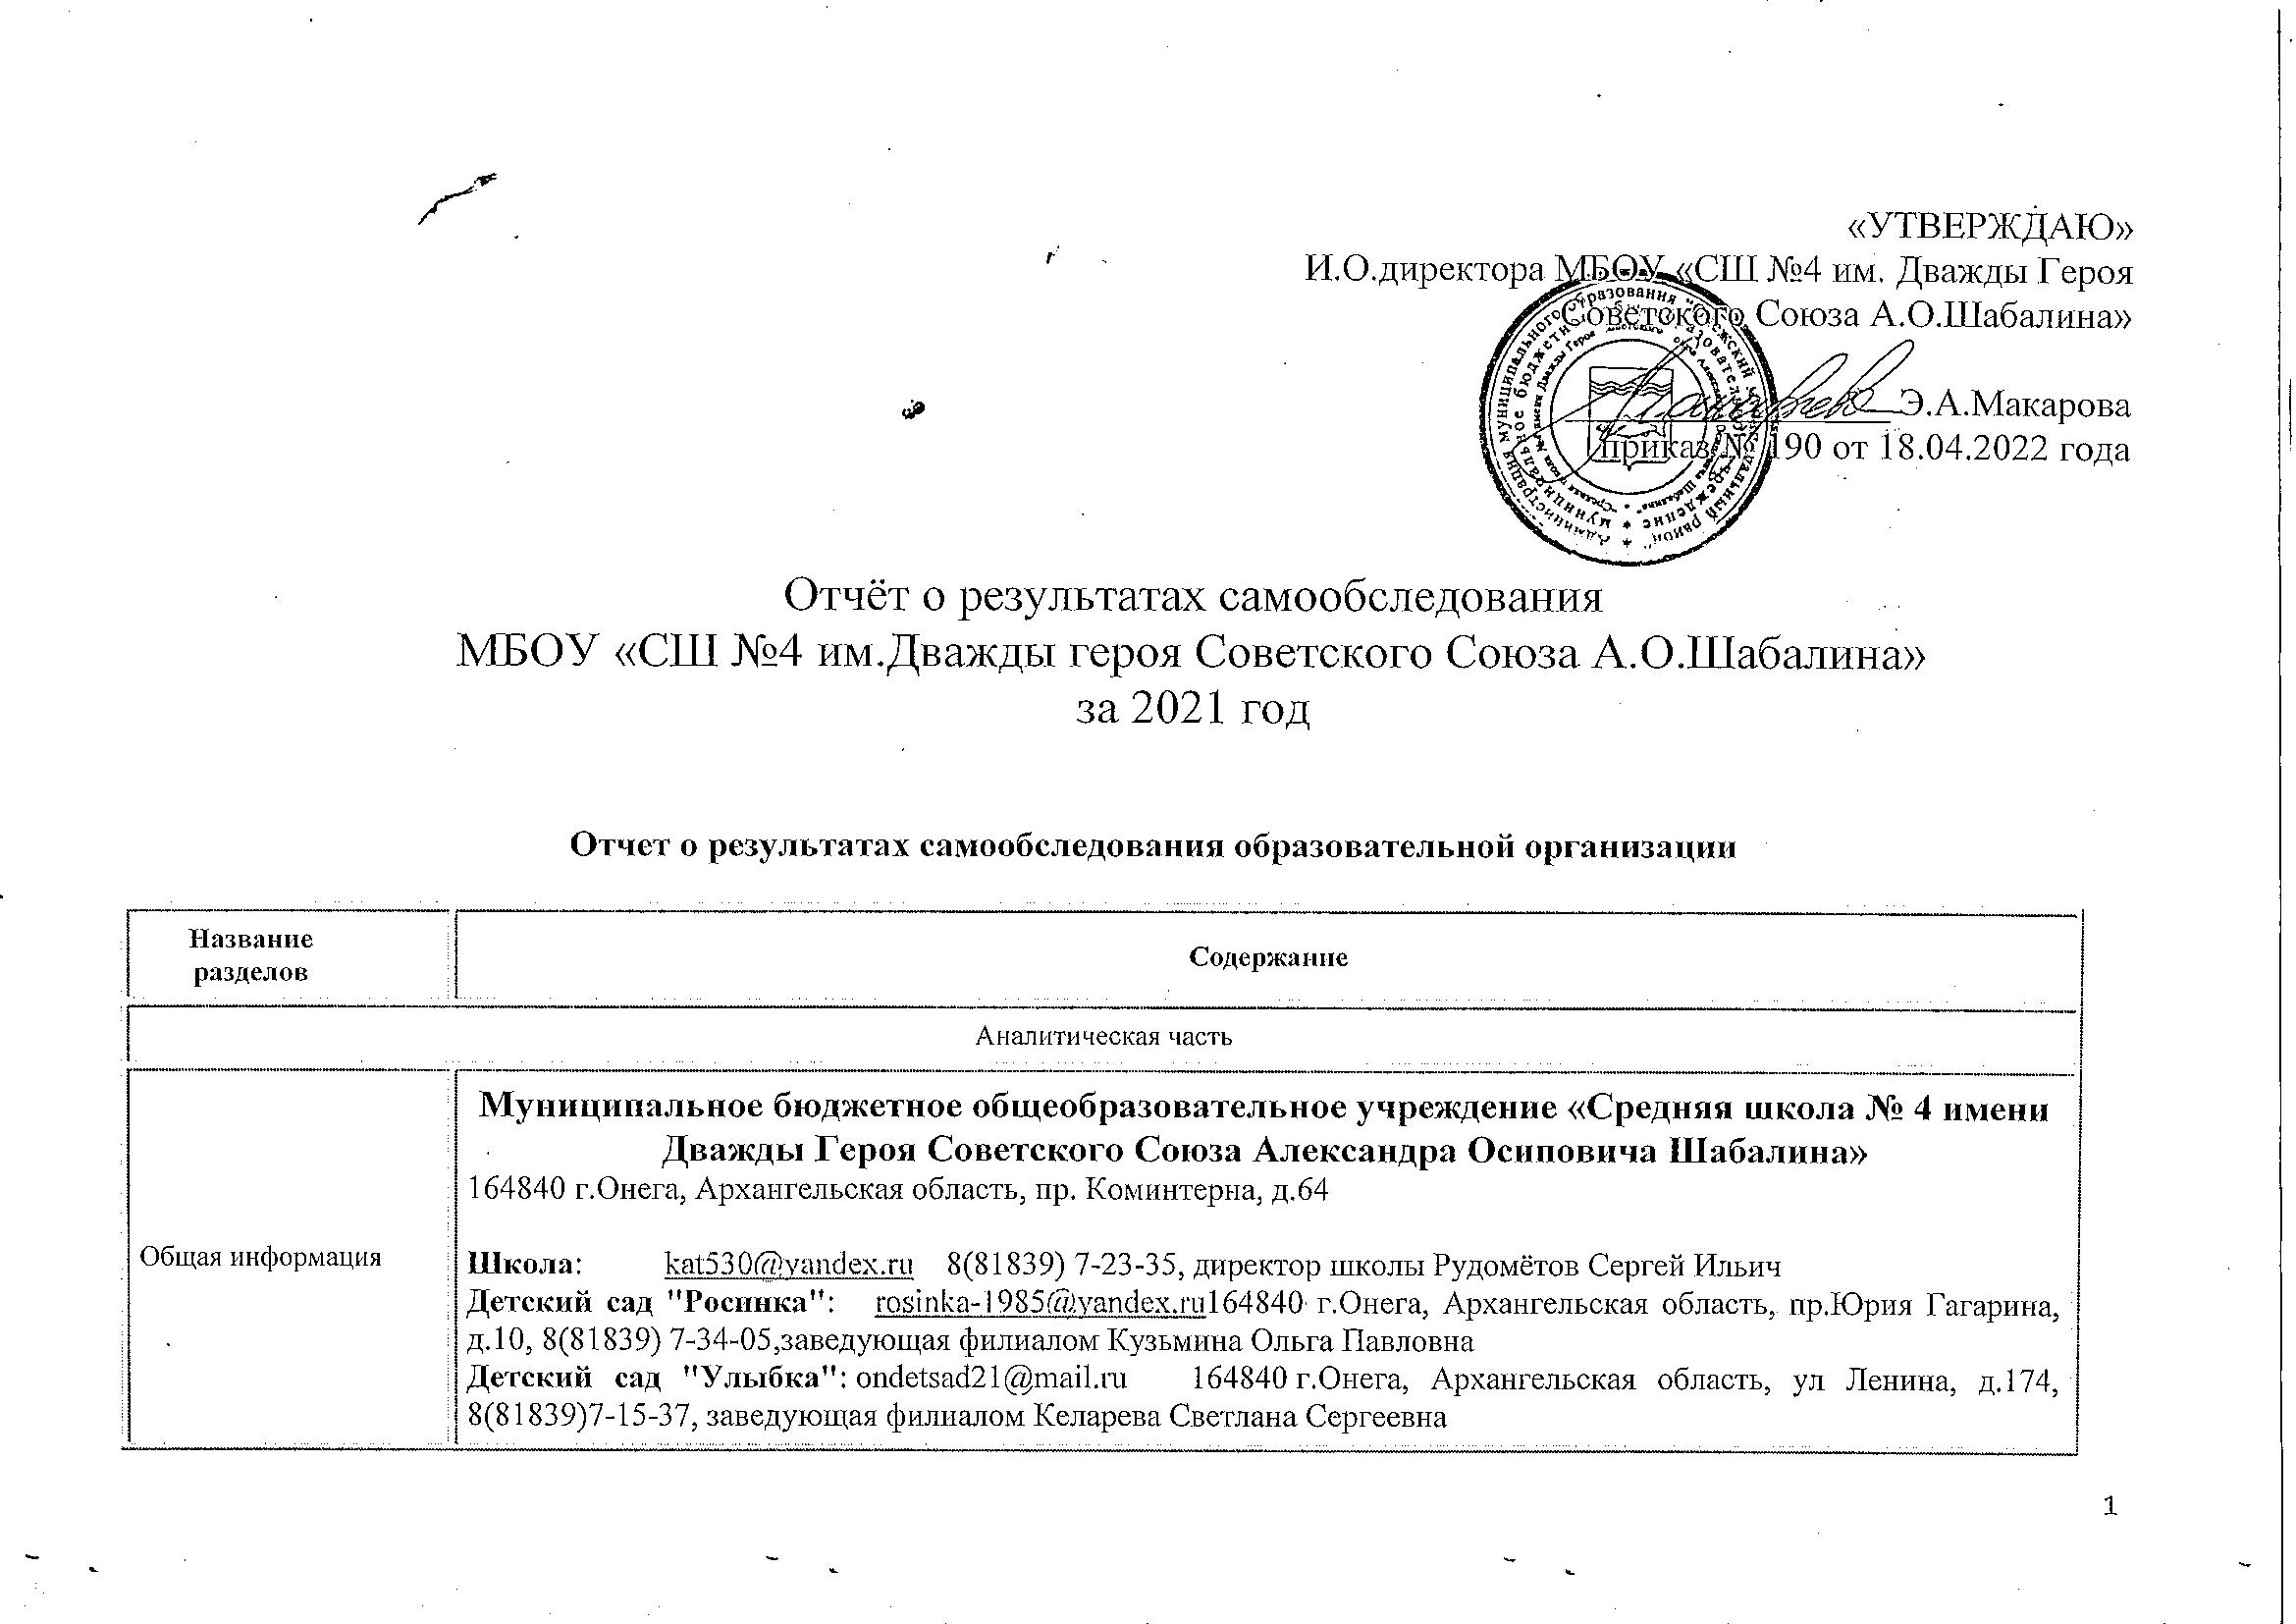 «УТВЕРЖДАЮ»
И.О.директора МБОУ «СШ №4 им. Дважды Героя
Советского Союза А.О.Шабалина»
Э.А.Макарова
приказ № 190 от 18.04.2022 года
Отчёт о результатах самообследования
МБОУ «СШ №4 им.Дважды героя Советского Союза А.О.Шабалина»
за 2021 год
Отчет о результатах самообследования образовательной организации
Название
разделов
Содержание
Аналитическая часть
Общая информация
Муниципальное бюджетное общеобразовательное учреждение «Средняя школа № 4 имени
Дважды Героя Советского Союза Александра Осиповича Шабалина»
164840 г.Онега, Архангельская область, пр. Коминтерна, д.64
Школа: kat530@yandex.ru 8(81839) 7-23-35, директор школы Рудомётов Сергей Ильич
Детский сад "Росинка": rosinka-1985@yandex.ru164840 г.Онега, Архангельская область, пр.Юрия Гагарина,
д.10, 8(81839) 7-34-05,заведующая филиалом Кузьмина Ольга Павловна
Детский сад "Улыбка": ondetsad21@mail.ru 164840 г.Онега, Архангельская область, ул Ленина, д.174,
8(81839)7-15-37, заведующая филиалом Келарева Светлана Сергеевна
1